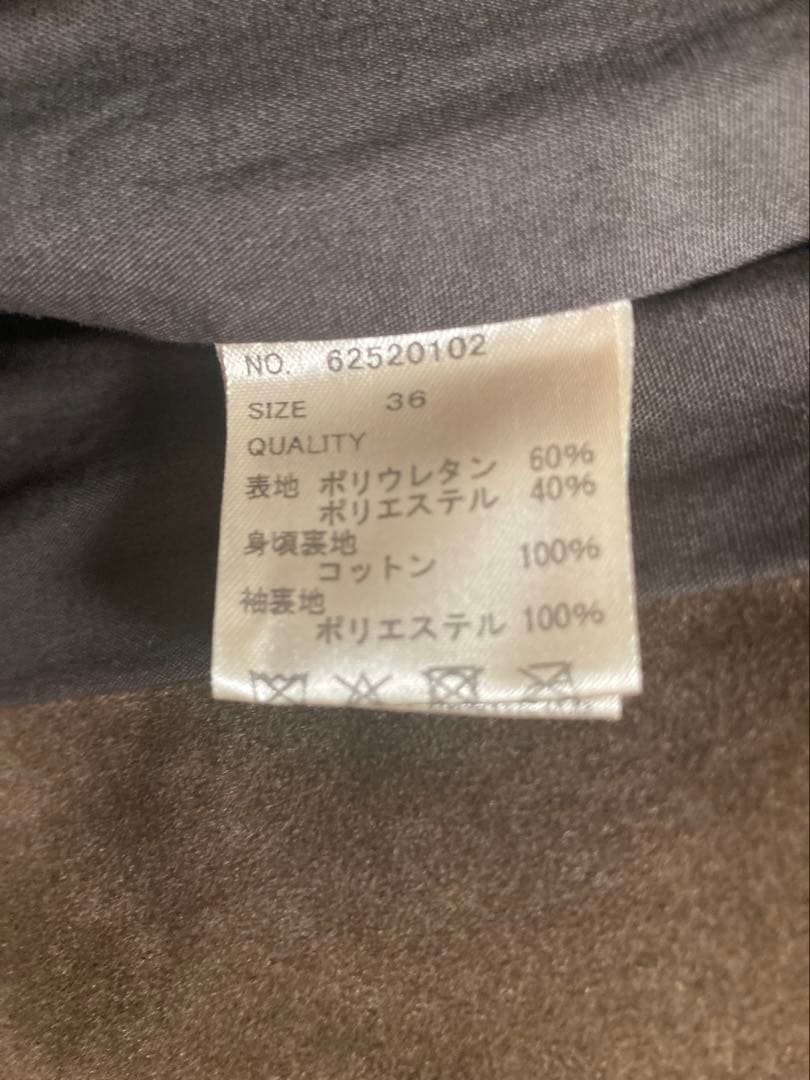 NO. 62520102
SIZE 36
QUALITY
表地 ポリウレタン 60%
ポリエステル 40%
身頃裏地
コットン 100%
袖裏地
ポリエステル 100%